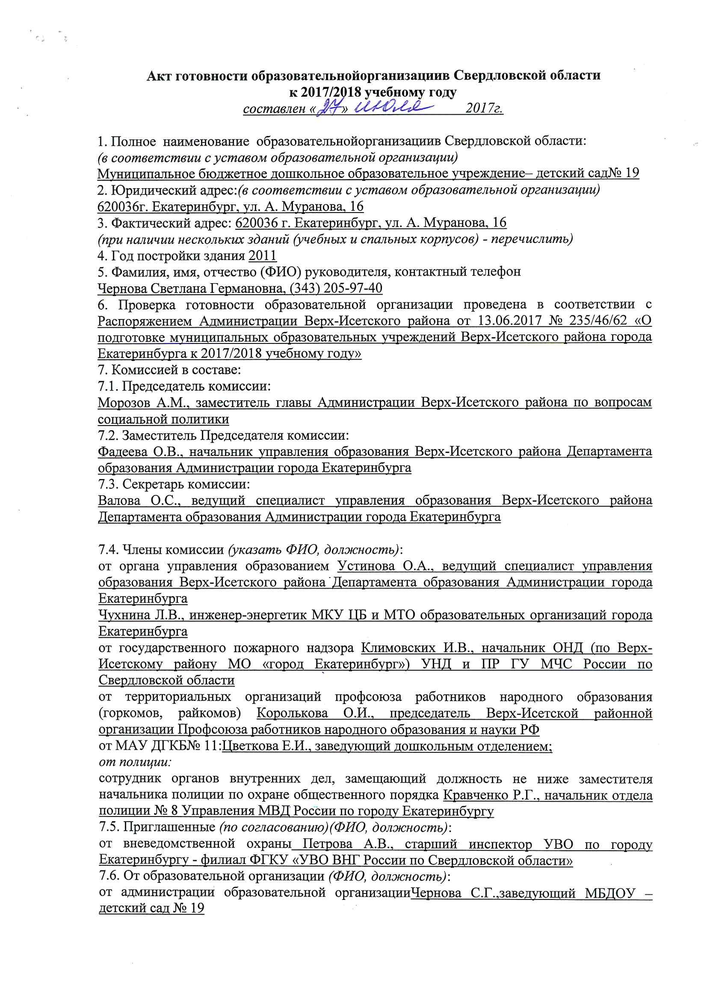 Акт готовности образовательнойорганизациив Свердловской области
к 2017/2018 учебному году
составлен «27» июля 2017г.
1. Полное наименование образовательнойорганизациив Свердловской области:
(в соответствии с уставом образовательной организации)
Муниципальное бюджетное дошкольное образовательное учреждение– детский сад№ 19
2. Юридический адрес:(в соответствии с уставом образовательной организации)
620036г. Екатеринбург, ул. А. Муранова, 16
3. Фактический адрес: 620036 г. Екатеринбург, ул. А. Муранова, 16
(при наличии нескольких зданий (учебных и спальных корпусов) - перечислить)
4. Год постройки здания 2011
5. Фамилия, имя, отчество (ФИО) руководителя, контактный телефон
Чернова Светлана Германовна, (343) 205-97-40
6. Проверка готовности образовательной организации проведена в соответствии с
Распоряжением Администрации Верх-Исетского района от 13.06.2017 № 235/46/62 «О
подготовке муниципальных образовательных учреждений Верх-Исетского района города
Екатеринбурга к 2017/2018 учебному году»
7. Комиссией в составе:
7.1. Председатель комиссии:
Морозов А.М., заместитель главы Администрации Верх-Исетского района по вопросам
социальной политики
7.2. Заместитель Председателя комиссии:
Фадеева О.В., начальник управления образования Верх-Исетского района Департамента
образования Администрации города Екатеринбурга
7.3. Секретарь комиссии:
Валова О.С., ведущий специалист управления образования Верх-Исетского района
Департамента образования Администрации города Екатеринбурга
7.4. Члены комиссии (указать ФИО, должность):
от органа управления образованием Устинова О.А., ведущий специалист управления
образования Верх-Исетского района Департамента образования Администрации города
Екатеринбурга
Чухнина Л.В., инженер-энергетик МКУ ЦБ и МТО образовательных организаций города
Екатеринбурга
от государственного пожарного надзора Климовских И.В., начальник ОНД (по Верх-
Исетскому району МО «город Екатеринбург») УНД и ПР ГУ МЧС России по
Свердловской области
от территориальных организаций профсоюза работников народного образования
(горкомов, райкомов) Королькова О.И., председатель Верх-Исетской районной
организации Профсоюза работников народного образования и науки РФ
от МАУ ДГКБ№ 11:Цветкова Е.И., заведующий дошкольным отделением;
от полиции:
сотрудник органов внутренних дел, замещающий должность не ниже заместителя
начальника полиции по охране общественного порядка Кравченко Р.Г., начальник отдела
полиции № 8 Управления МВД России по городу Екатеринбургу
7.5. Приглашенные (по согласованию)(ФИО, должность):
от вневедомственной охраны Петрова А.В., старший инспектор УВО по городу
Екатеринбургу - филиал ФГКУ «УВО ВНГ России по Свердловской области»
7.6. От образовательной организации (ФИО, должность):
от администрации образовательной организацииЧернова С.Г.,заведующий МБДОУ –
детский сад № 19